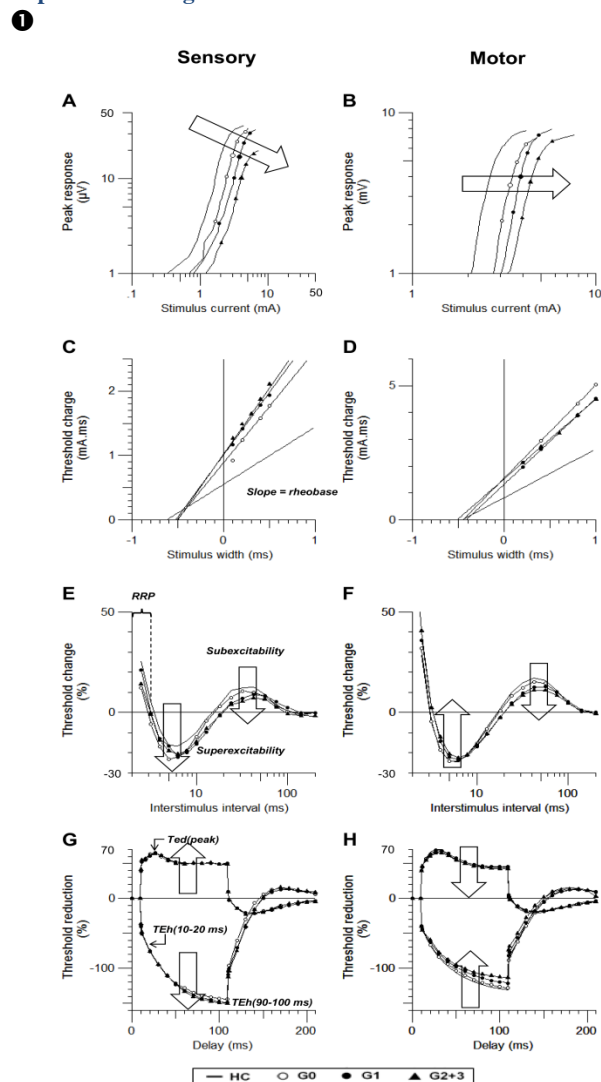 ❶
Sensory Motor
A B
50 10
10
Peak response
(µV)
Peak response
(mV)
1 1
.1 1 10 50 1 10
Stimulus current (mA) Stimulus current (mA)
C D
2 5
1
Threshold charge
(mA.ms)
Threshold charge
(mA.ms)
Slope = rheobase
0 0
-1 0 1 -1 0 1
Stimulus width (ms) Stimulus width (ms)
E F
RRP
50 50
Subexcitability
Threshold change
(%)
Threshold change
(%)
0 0
Superexcitability
-30 -30
10 100 10 100
Interstimulus interval (ms) Interstimulus interval (ms)
G H
70 70
Ted(peak)
Threshold reduction
(%)
Threshold reduction
(%)
0 0
TEh(10-20 ms)
-100 -100
TEh(90-100 ms)
0 100 200 0 100 200
Delay (ms) Delay (ms)
HC G0 G1 G2+3